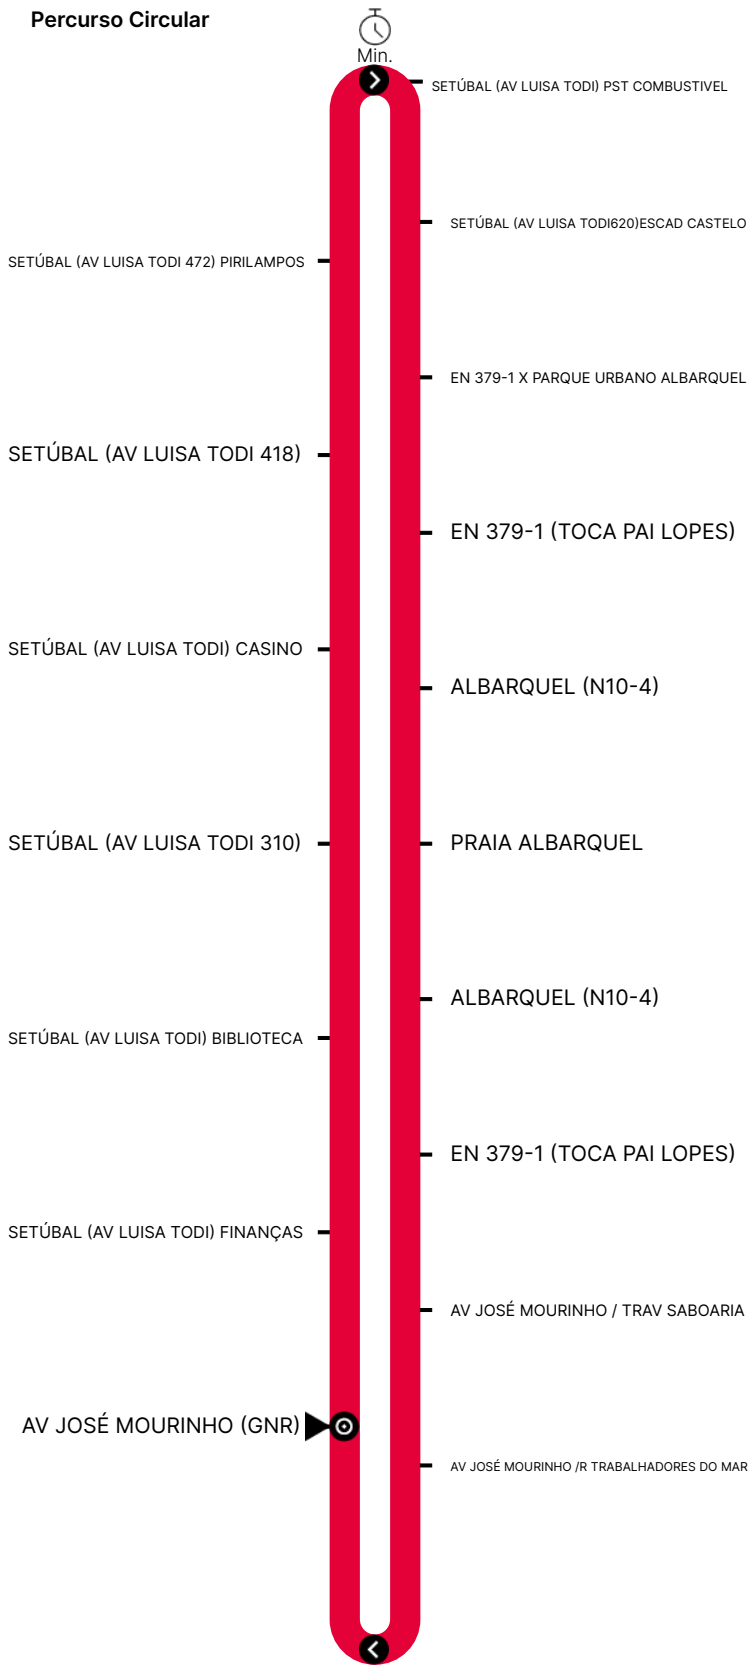 Percurso Circular
Min.
SETÚBAL (AV LUISA TODI) PST COMBUSTIVEL
SETÚBAL (AV LUISA TODI620)ESCAD CASTELO
SETÚBAL (AV LUISA TODI 472) PIRILAMPOS
EN 379-1 X PARQUE URBANO ALBARQUEL
SETÚBAL (AV LUISA TODI 418)
EN 379-1 (TOCA PAI LOPES)
SETÚBAL (AV LUISA TODI) CASINO
ALBARQUEL (N10-4)
SETÚBAL (AV LUISA TODI 310)
PRAIA ALBARQUEL
ALBARQUEL (N10-4)
SETÚBAL (AV LUISA TODI) BIBLIOTECA
EN 379-1 (TOCA PAI LOPES)
SETÚBAL (AV LUISA TODI) FINANÇAS
AV JOSÉ MOURINHO / TRAV SABOARIA
AV JOSÉ MOURINHO (GNR)
AV JOSÉ MOURINHO /R TRABALHADORES DO MAR